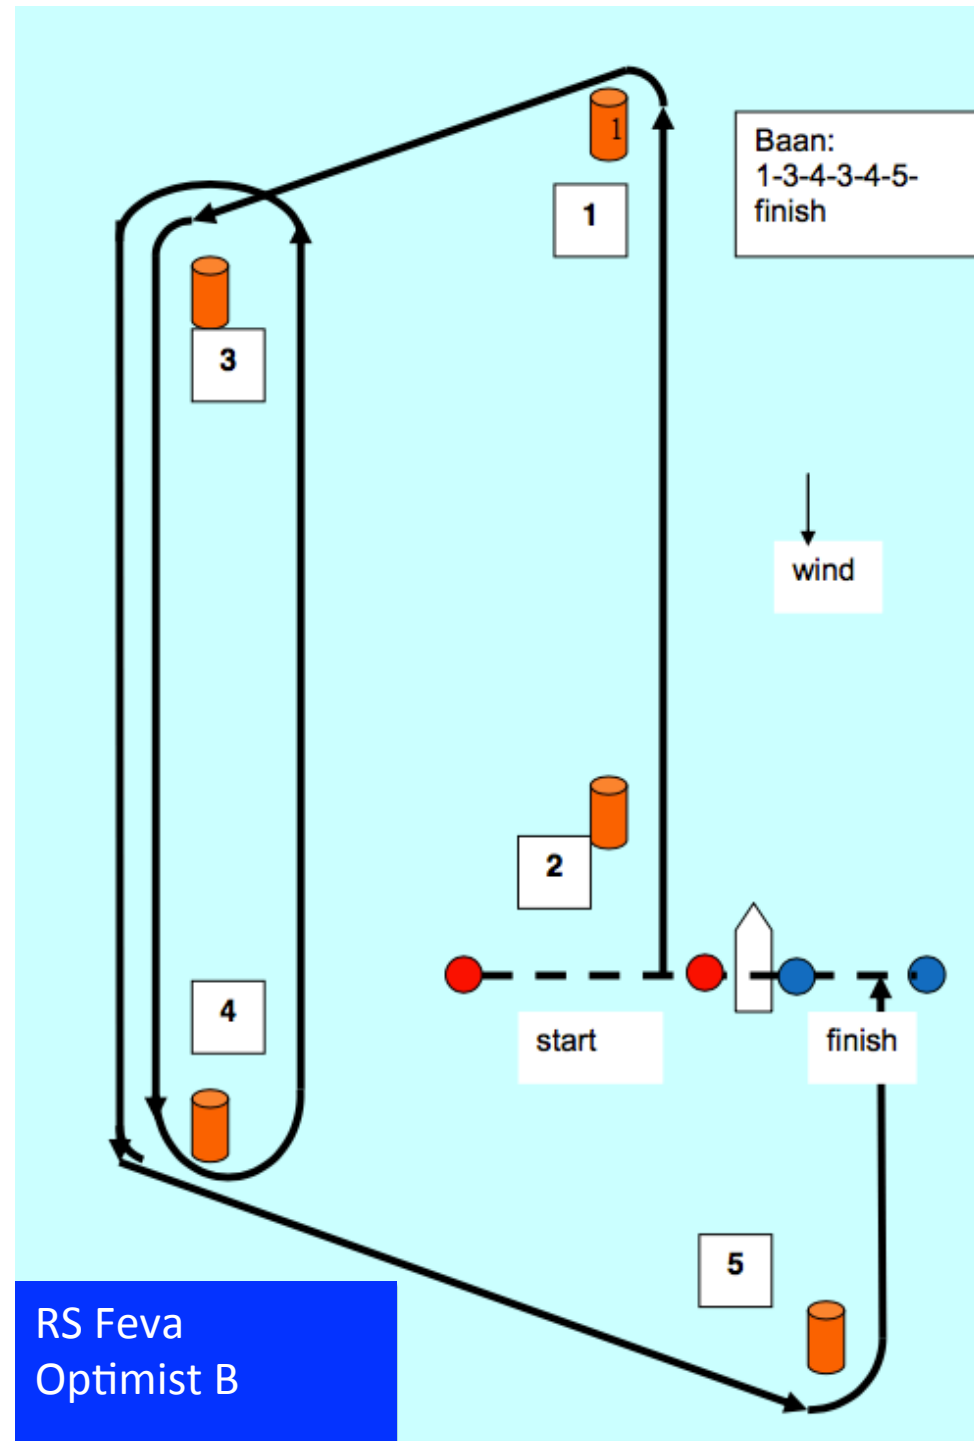 1
1
Baan:
1-3-4-3-4-5-
finish
3
wind
2
4
start
finish
5
RS Feva
Optimist B